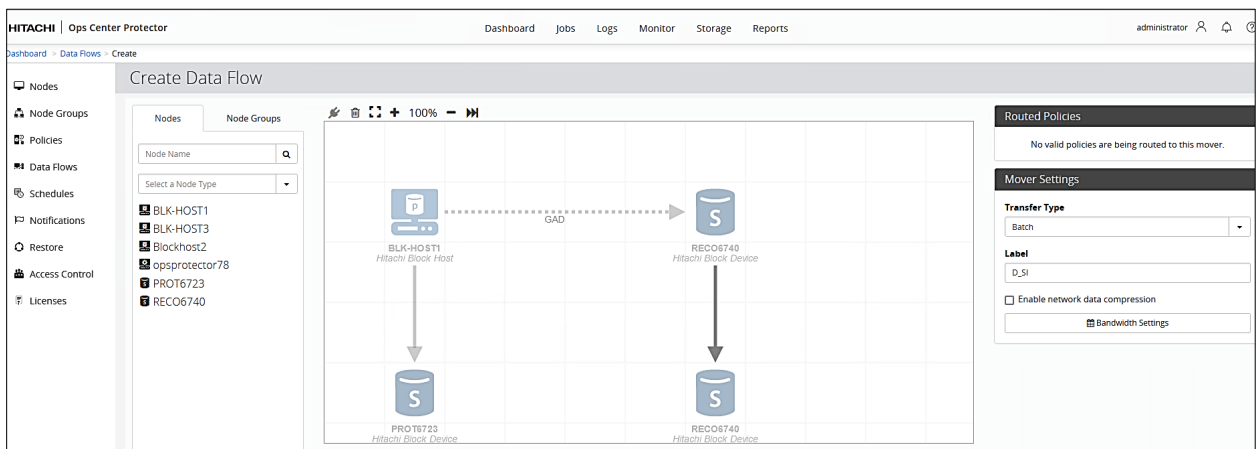 HITACHI | Ops Center Protector
Dashboard Jobs Logs Monitor Storage Reports
administrator
Dashboard > Data Flows > Create
Nodes
Node Groups
Policies
Data Flows
Schedules
Notifications
Restore
Access Control
Licenses
Create Data Flow
Nodes Node Groups
Node Name
Select a Node Type
BLK-HOST1
BLK-HOST3
Blockhost2
opsprotector78
PROT6723
RECO6740
100%
P
BLK-HOST1
Hitachi Block Host
GAD
S
RECO6740
Hitachi Block Device
S
PROT6723
Hitachi Block Device
S
RECO6740
Hitachi Block Device
Routed Policies
No valid policies are being routed to this mover.
Mover Settings
Transfer Type
Batch
Label
D_SI
Enable network data compression
Bandwidth Settings